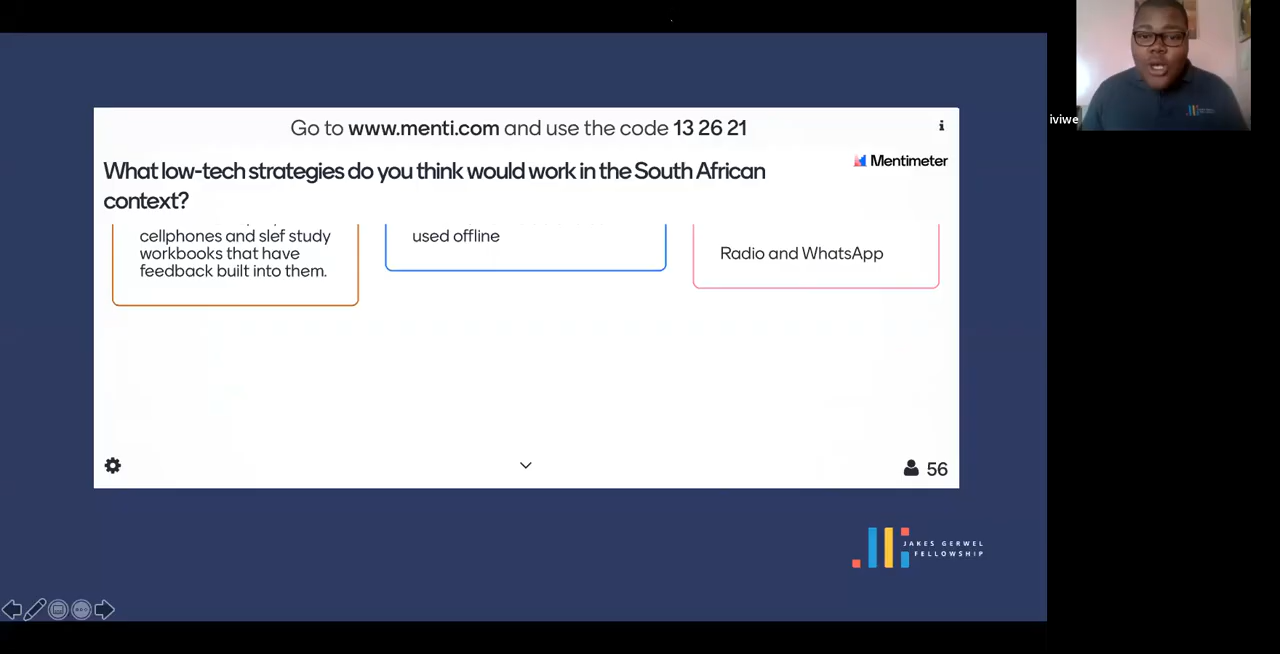 Go to www.menti.com and use the code 13 26 21
i
Mentimeter
What low-tech strategies do you think would work in the South African
context?
cellphones and slef study
workbooks that have
feedback built into them.
used offline
Radio and WhatsApp
56
iviwe
JAKES GERWEL
FELLOWSHIP